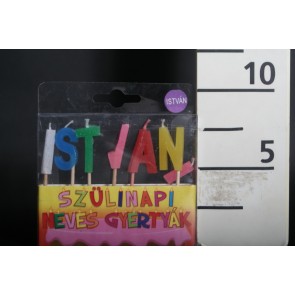 ISTVÁN
ISTVÁN
SZÜLINAPI
NEVES GYERTYÁK
10
5